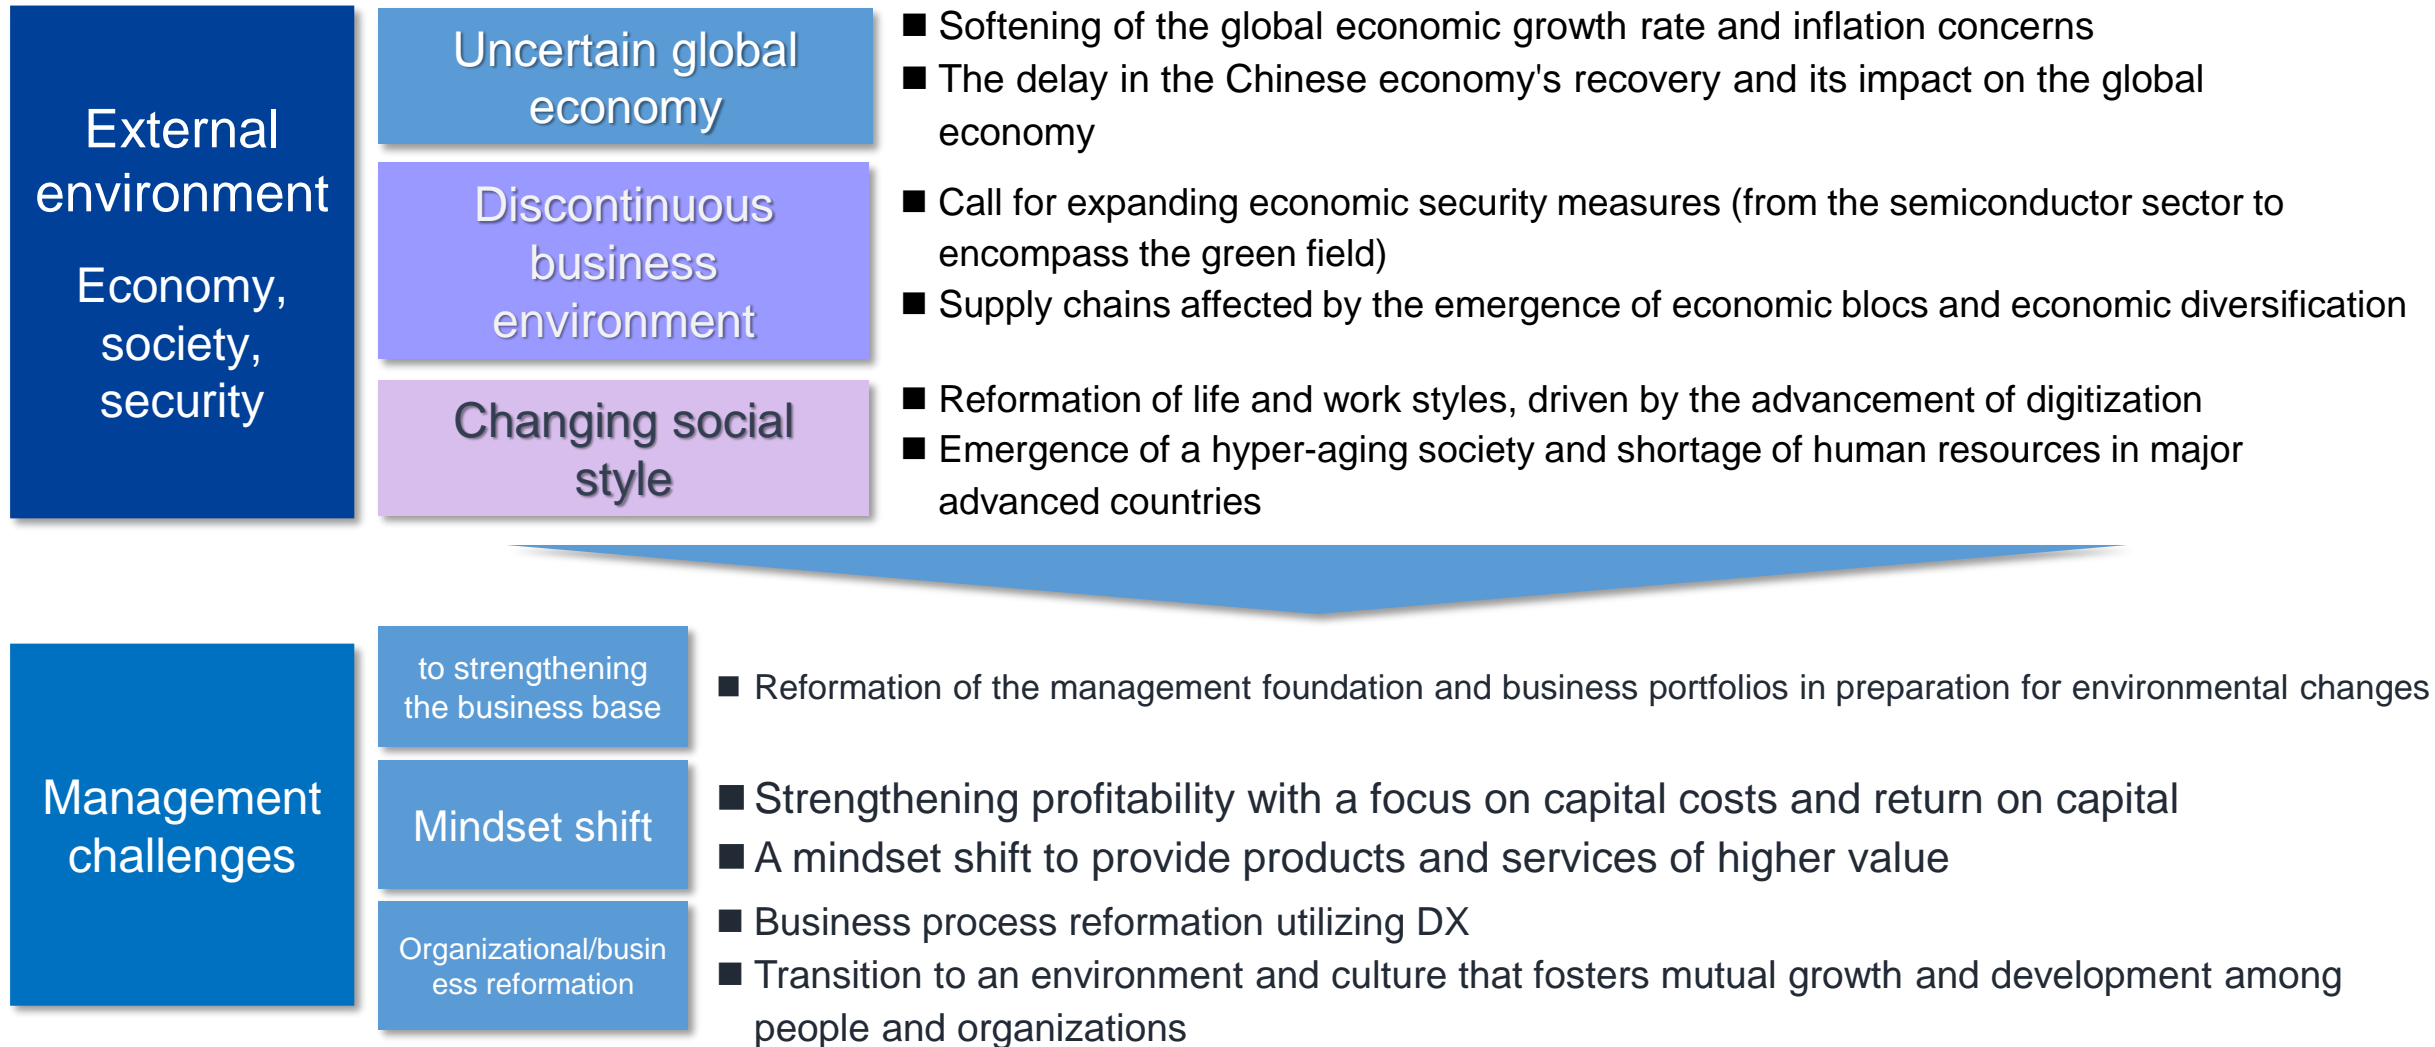 External
environment
Economy,
society,
security
Uncertain global
economy
■ Softening of the global economic growth rate and inflation concerns
■ The delay in the Chinese economy's recovery and its impact on the global
economy
Discontinuous
business
environment
■ Call for expanding economic security measures (from the semiconductor sector to
encompass the green field)
■ Supply chains affected by the emergence of economic blocs and economic diversification
Changing social
style
■ Reformation of life and work styles, driven by the advancement of digitization
■ Emergence of a hyper-aging society and shortage of human resources in major
advanced countries
Management
challenges
to strengthening
the business base
■ Reformation of the management foundation and business portfolios in preparation for environmental changes
Mindset shift
■ Strengthening profitability with a focus on capital costs and return on capital
■ A mindset shift to provide products and services of higher value
Organizational/busin
ess reformation
■ Business process reformation utilizing DX
■ Transition to an environment and culture that fosters mutual growth and development among
people and organizations